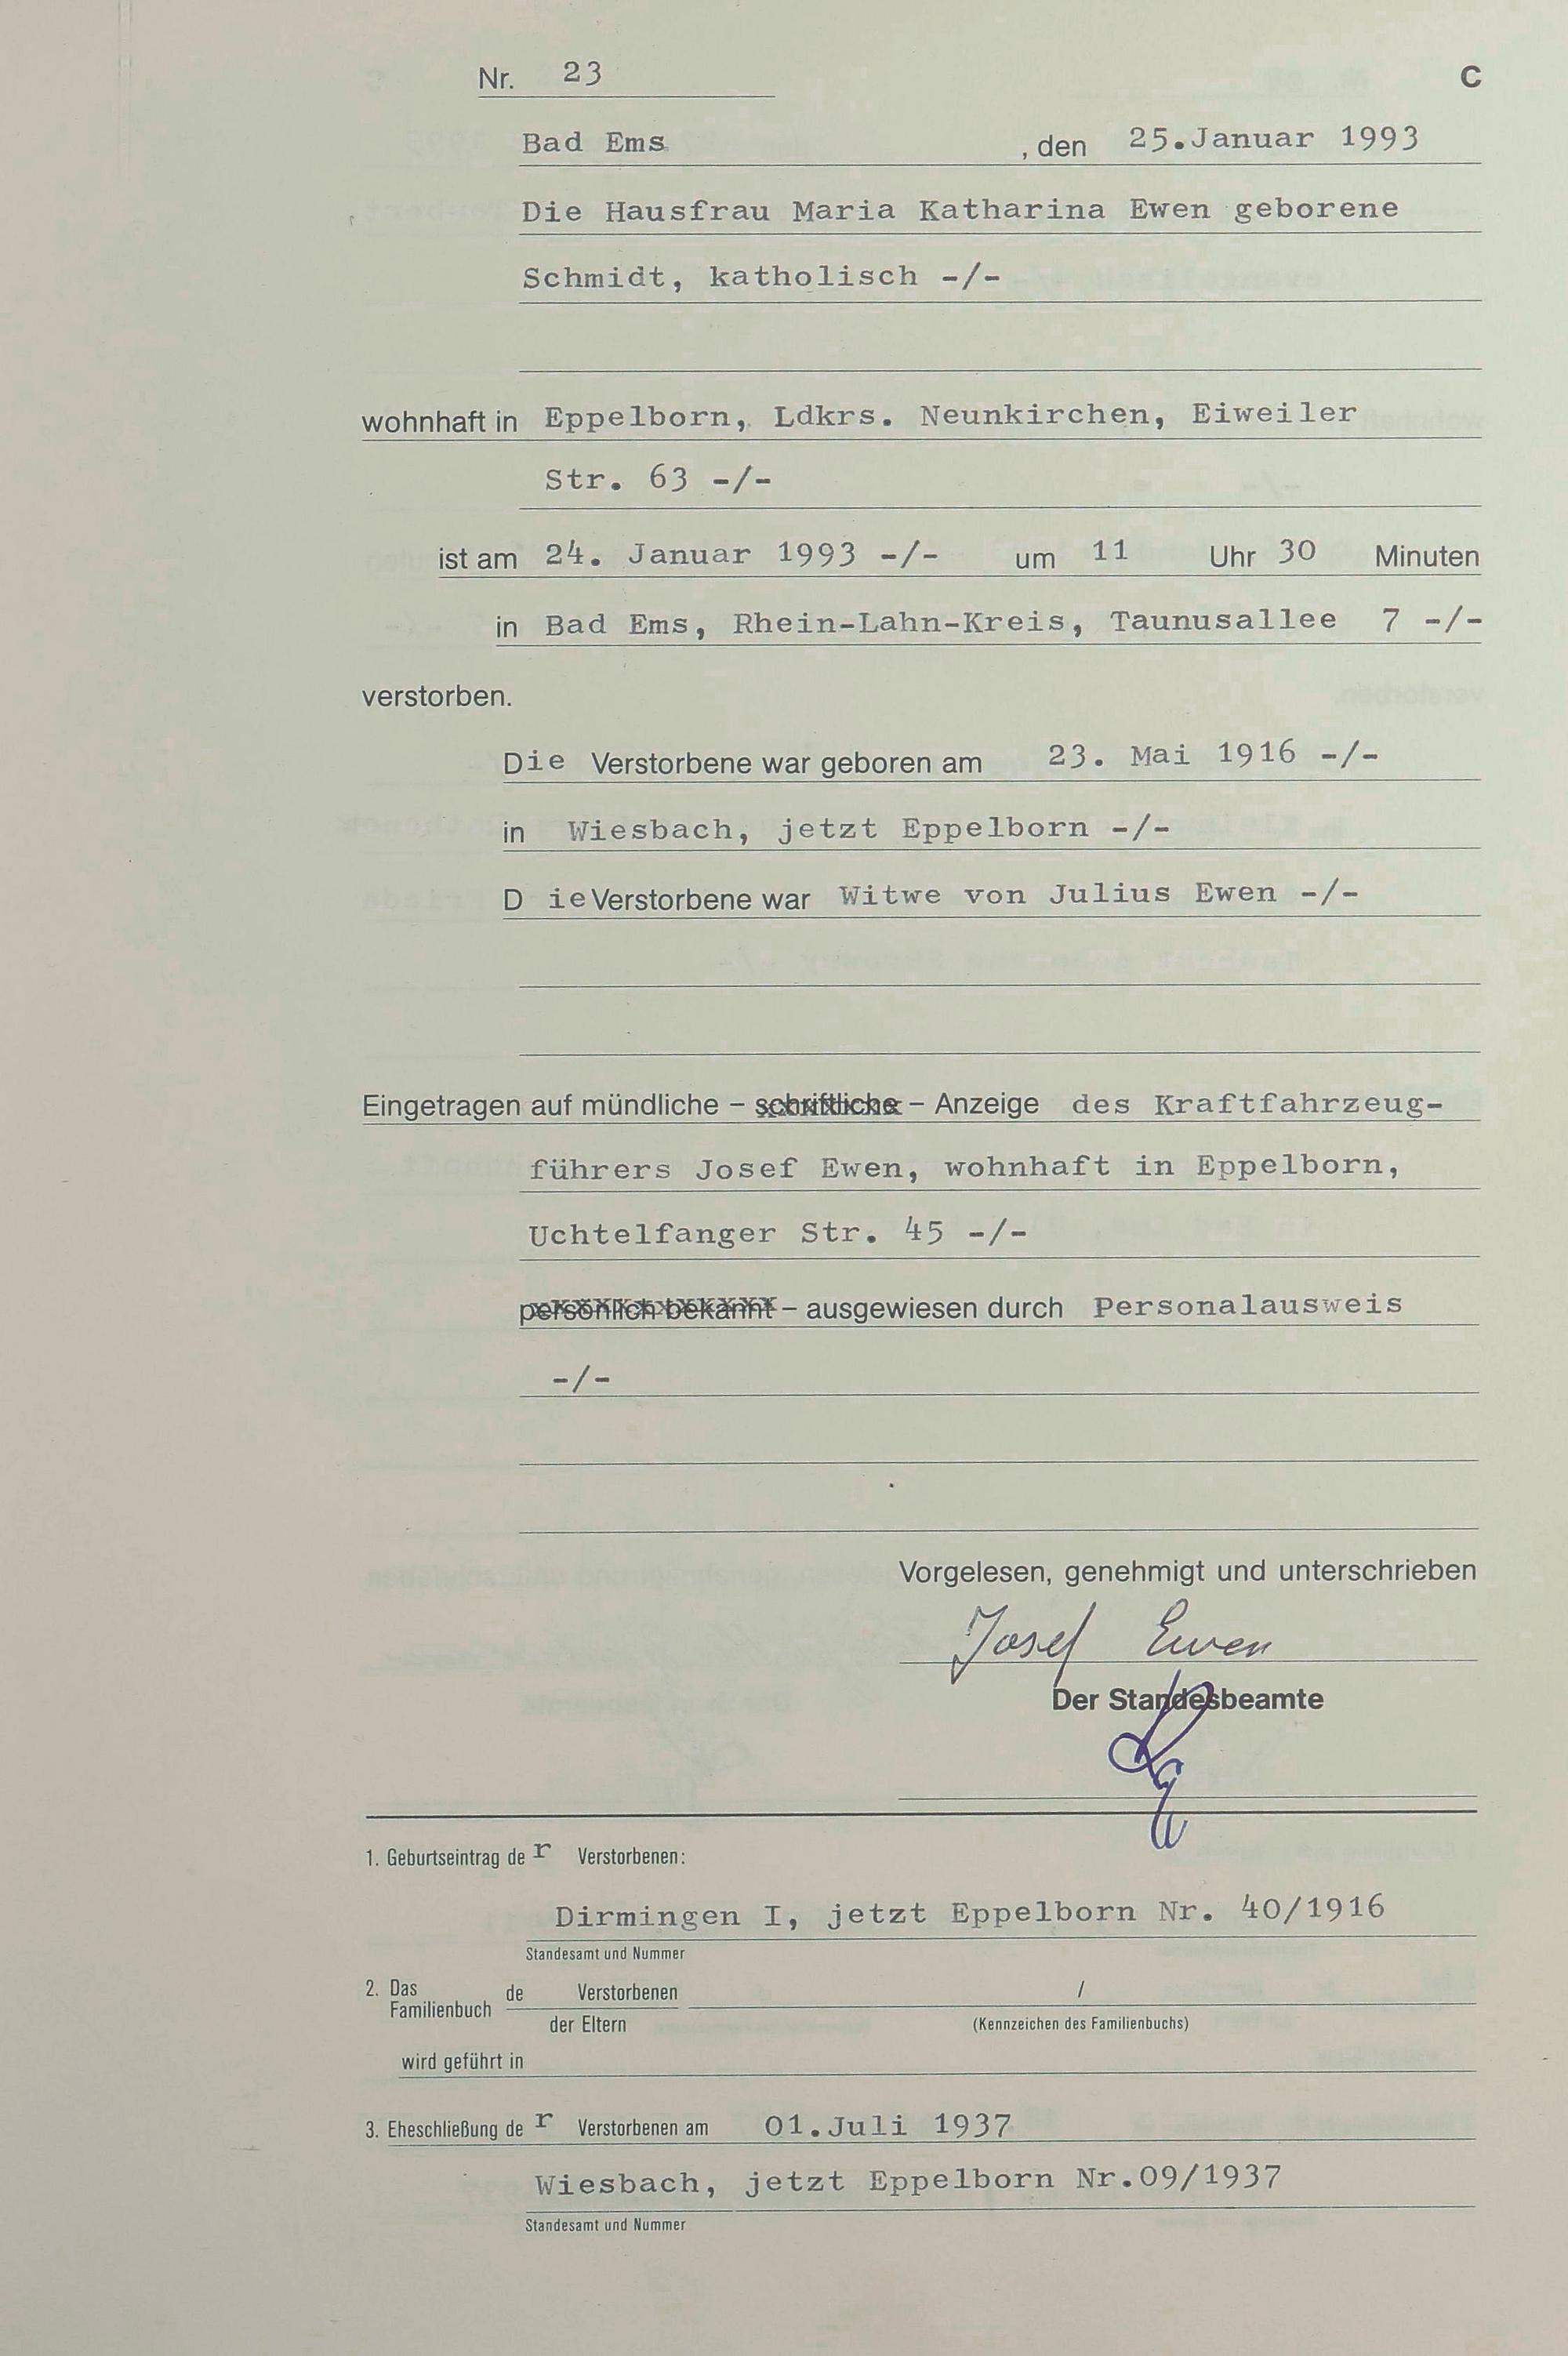 Nr. 23
C
Bad Ems , den 25.Januar 1993
Die Hausfrau Maria Katharina Ewen geborene
Schmidt, katholisch -/-
wohnhaft in Eppelborn, Ldkrs. Neunkirchen, Eiweiler
Str. 63 -/-
ist am 24. Januar 1993 -/- um 11 Uhr 30 Minuten
in Bad Ems, Rhein-Lahn-Kreis, Taunusallee 7 -/-
verstorben.
Die Verstorbene war geboren am 23. Mai 1916 -/-
in Wiesbach, jetzt Eppelborn -/-
D ie Verstorbene war Witwe von Julius Ewen -/-
Eingetragen auf mündliche – schriftliche – Anzeige des Kraftfahrzeug-
führers Josef Ewen, wohnhaft in Eppelborn,
Uchtelfanger Str. 45 -/-
persönlich bekannt – ausgewiesen durch Personalausweis
-/-
Vorgelesen, genehmigt und unterschrieben
Josef Ewen
Der Standesbeamte
1. Geburtseintrag de r Verstorbenen:
Dirmingen I, jetzt Eppelborn Nr. 40/1916
Standesamt und Nummer
2. Das Familienbuch de Verstorbenen /
der Eltern (Kennzeichen des Familienbuchs)
wird geführt in
3. Eheschließung de r Verstorbenen am 01.Juli 1937
Wiesbach, jetzt Eppelborn Nr.09/1937
Standesamt und Nummer